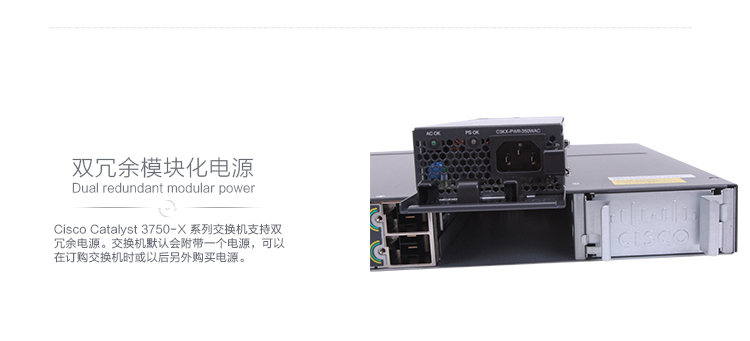 双冗余模块化电源
Dual redundant modular power
Cisco Catalyst 3750-X 系列交换机支持双
冗余电源。交换机默认会附带一个电源，可以
在订购交换机时或以后另外购买电源。
AC OK
PS OK
C3KX-PWR-350WAC
CISCO